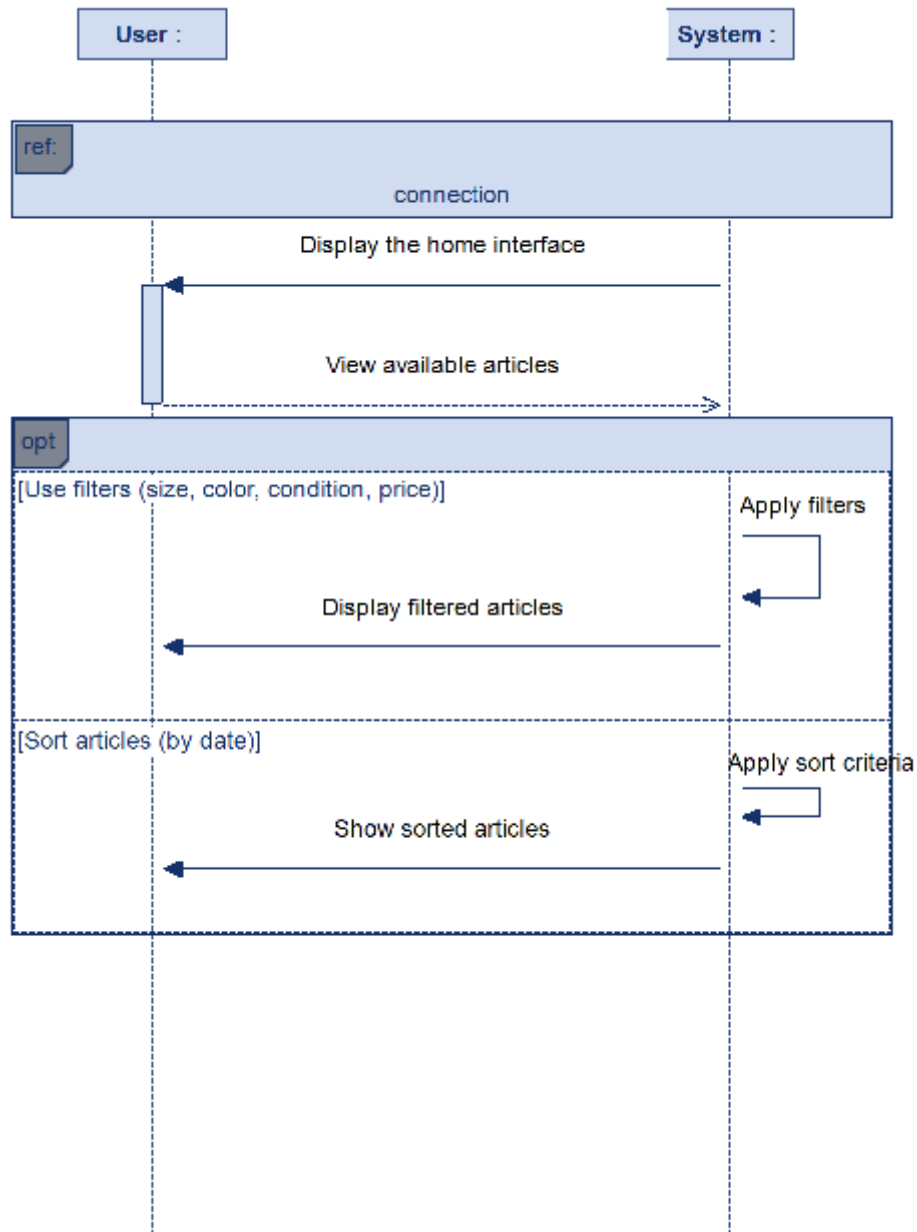 User :
System :
ref:
connection
Display the home interface
View available articles
opt
[Use filters (size, color, condition, price)]
Apply filters
Display filtered articles
[Sort articles (by date)]
Apply sort criteria
Show sorted articles